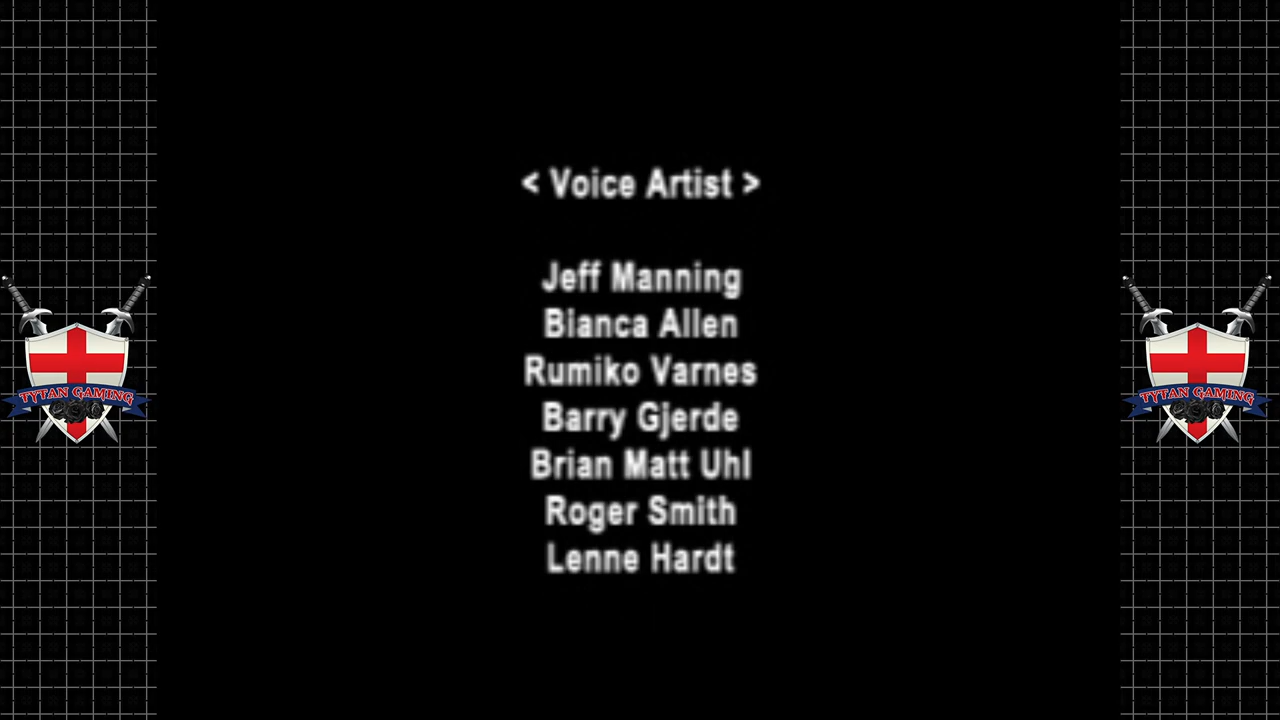 < Voice Artist >
Jeff Manning
Bianca Allen
Rumiko Varnes
Barry Gjerde
Brian Matt Uhl
Roger Smith
Lenne Hardt
TYTAN GAMING
TYTAN GAMING